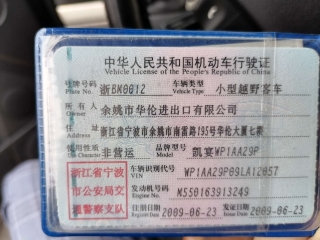 中华人民共和国机动车行驶证
Vehicle License of the People's Republic of China
号牌号码 浙BM0612 车辆类型 小型越野客车
Plate No. Vehicle Type
所有人 余姚市华伦进出口有限公司
Owner
住址 浙江省宁波市余姚市南雷路195号华伦大厦七楼
使用性质 非营运 品牌型号 凯宴WP1AA29P
Model
浙江省宁波
市公安局交
通警察支队
车辆识别代号 WP1AA29P09LA12057
VIN
发动机号码 M550163913249
Engine No.
注册日期 2009-06-23 发证日期 2009-06-23
Register Date Issue Date